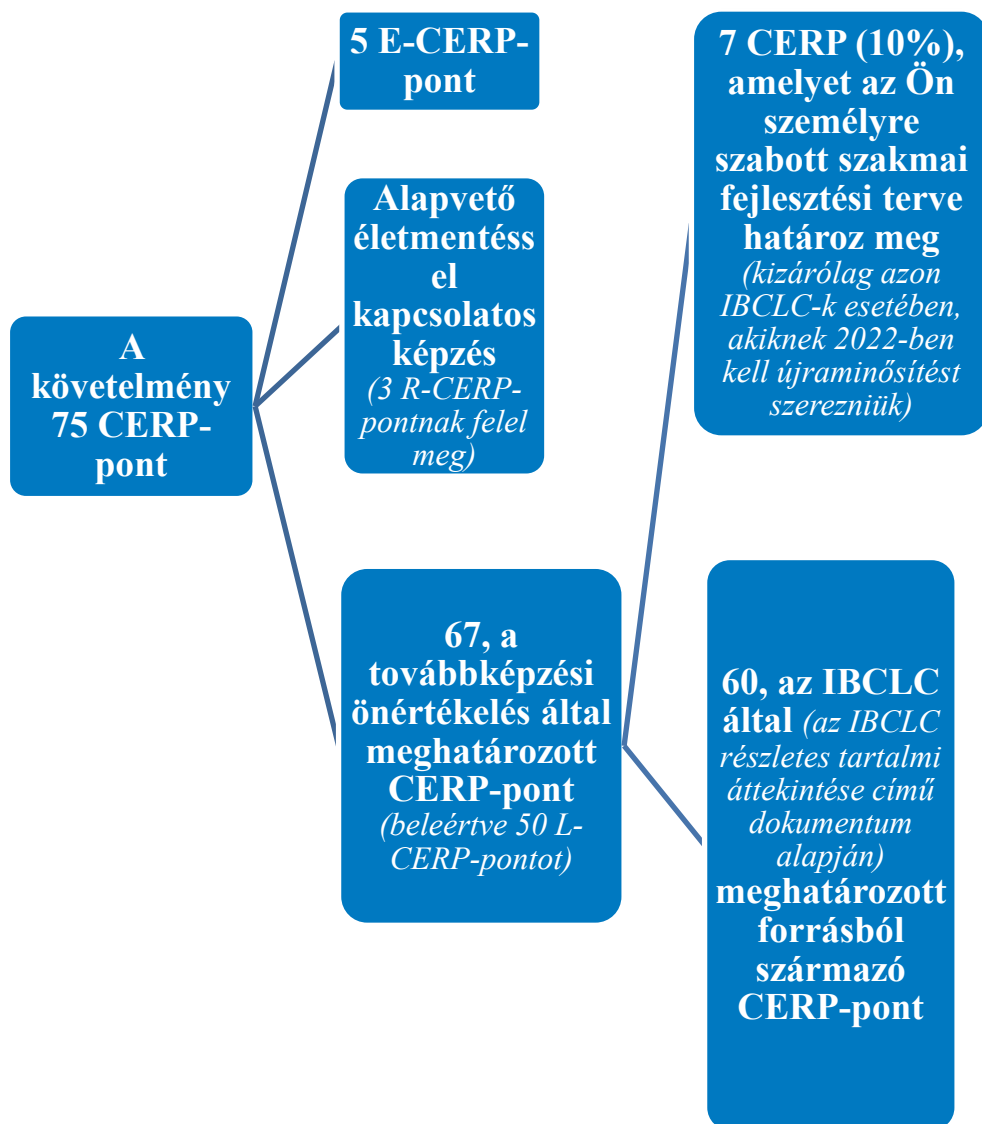 A
követelmény
75 CERP-
pont
5 E-CERP-
pont
Alapvető
életmentéss
el
kapcsolatos
képzés
(3 R-CERP-
pontnak felel
meg)
67, a
továbbképzési
önértékelés által
meghatározott
CERP-pont
(beleértve 50 L-
CERP-pontot)
7 CERP (10%),
amelyet az Ön
személyre
szabott szakmai
fejlesztési terve
határoz meg
(kizárólag azon
IBCLC-k esetében,
akiknek 2022-ben
kell újraminősítést
szerezniük)
60, az IBCLC
által (az IBCLC
részletes tartalmi
áttekintése című
dokumentum
alapján)
meghatározott
forrásból
származó
CERP-pont